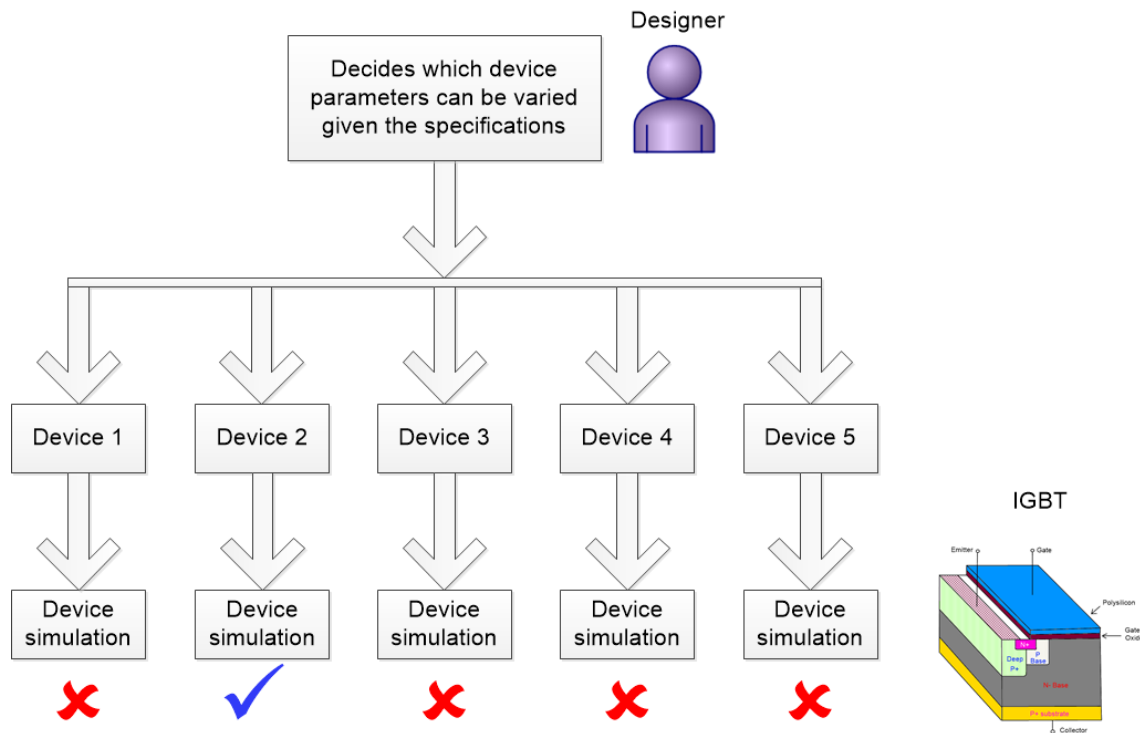 Designer
Decides which device
parameters can be varied
given the specifications
Device 1
Device 2
Device 3
Device 4
Device 5
Device
simulation
Device
simulation
Device
simulation
Device
simulation
Device
simulation
IGBT
Emitter
Gate
Polysilicon
Gate
Oxid
N+
P
Base
Deep
P+
N- Base
P+ substrate
Collector